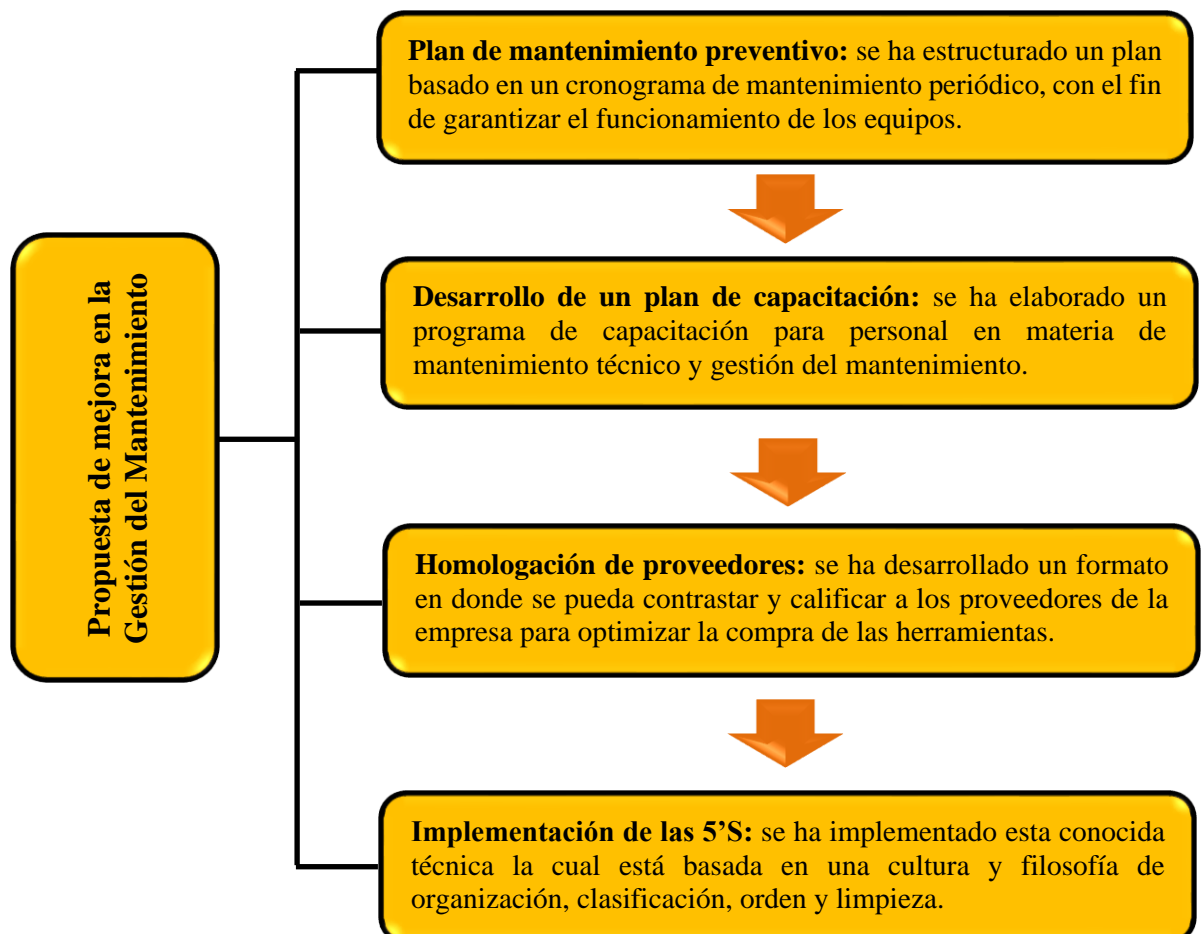 Propuesta de mejora en la
Gestión del Mantenimiento
Plan de mantenimiento preventivo: se ha estructurado un plan
basado en un cronograma de mantenimiento periódico, con el fin
de garantizar el funcionamiento de los equipos.
Desarrollo de un plan de capacitación: se ha elaborado un
programa de capacitación para personal en materia de
mantenimiento técnico y gestión del mantenimiento.
Homologación de proveedores: se ha desarrollado un formato
en donde se pueda contrastar y calificar a los proveedores de la
empresa para optimizar la compra de las herramientas.
Implementación de las 5’S: se ha implementado esta conocida
técnica la cual está basada en una cultura y filosofía de
organización, clasificación, orden y limpieza.